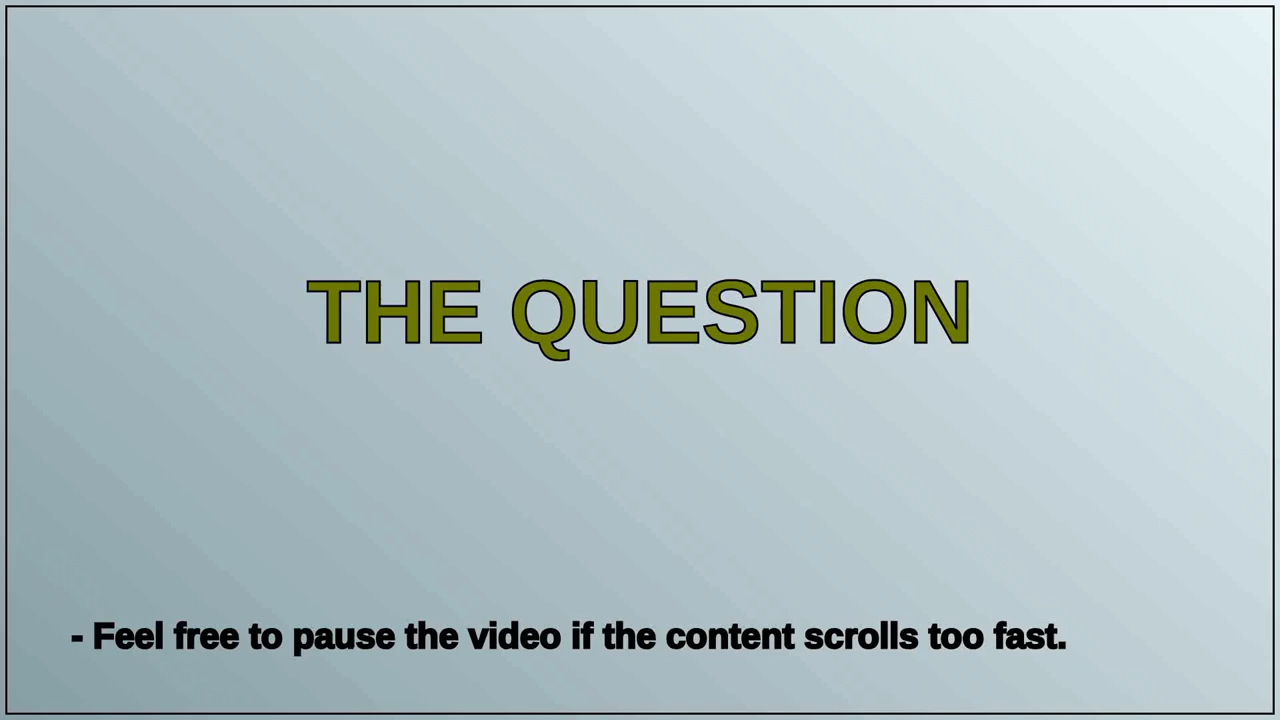 THE QUESTION
- Feel free to pause the video if the content scrolls too fast.